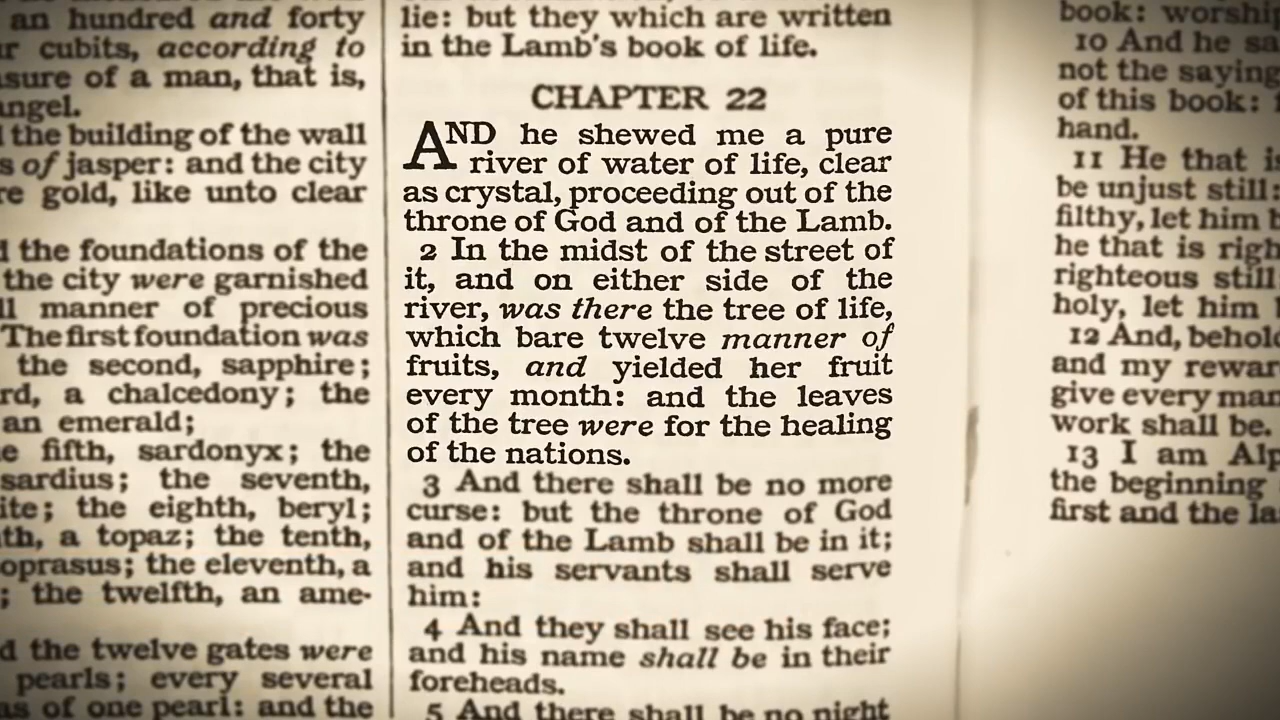 an hundred and forty
cubits, according to
sure of a man, that is,
angel.
the building of the wall
of jasper: and the city
gold, like unto clear
the foundations of the
the city were garnished
manner of precious
The first foundation was
the second, sapphire;
a chalcedony; the
an emerald;
fifth, sardonyx; the
sardius; the seventh,
the eighth, beryl;
a topaz; the tenth,
oprasus; the eleventh, a
; the twelfth, an ame-
the twelve gates were
pearls; every several
of one pearl: and the
lie: but they which are written
in the Lamb's book of life.
CHAPTER 22
AND he shewed me a pure
river of water of life, clear
as crystal, proceeding out of the
throne of God and of the Lamb.
2 In the midst of the street of
it, and on either side of the
river, was there the tree of life,
which bare twelve manner of
fruits, and yielded her fruit
every month: and the leaves
of the tree were for the healing
of the nations.
3 And there shall be no more
curse: but the throne of God
and of the Lamb shall be in it;
and his servants shall serve
him:
4 And they shall see his face;
and his name shall be in their
foreheads.
5 And there shall be no night
book: worship
10 And he sa
not the saying
of this book:
hand.
11 He that is
be unjust still:
filthy, let him
he that is righ
righteous still
holy, let him
12 And, behold
and my rewar
give every man
work shall be.
13 I am Alp
the beginning
first and the la